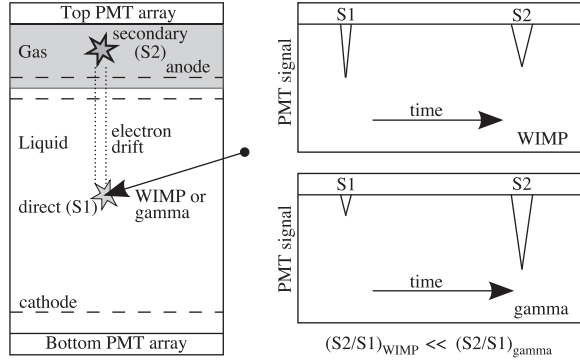 Top PMT array
Gas
secondary
(S2)
anode
Liquid
electron
drift
direct (S1)
WIMP or
gamma
cathode
Bottom PMT array
PMT signal
S1
S2
time
WIMP
PMT signal
S1
S2
time
gamma
(S2/S1)WIMP << (S2/S1)gamma